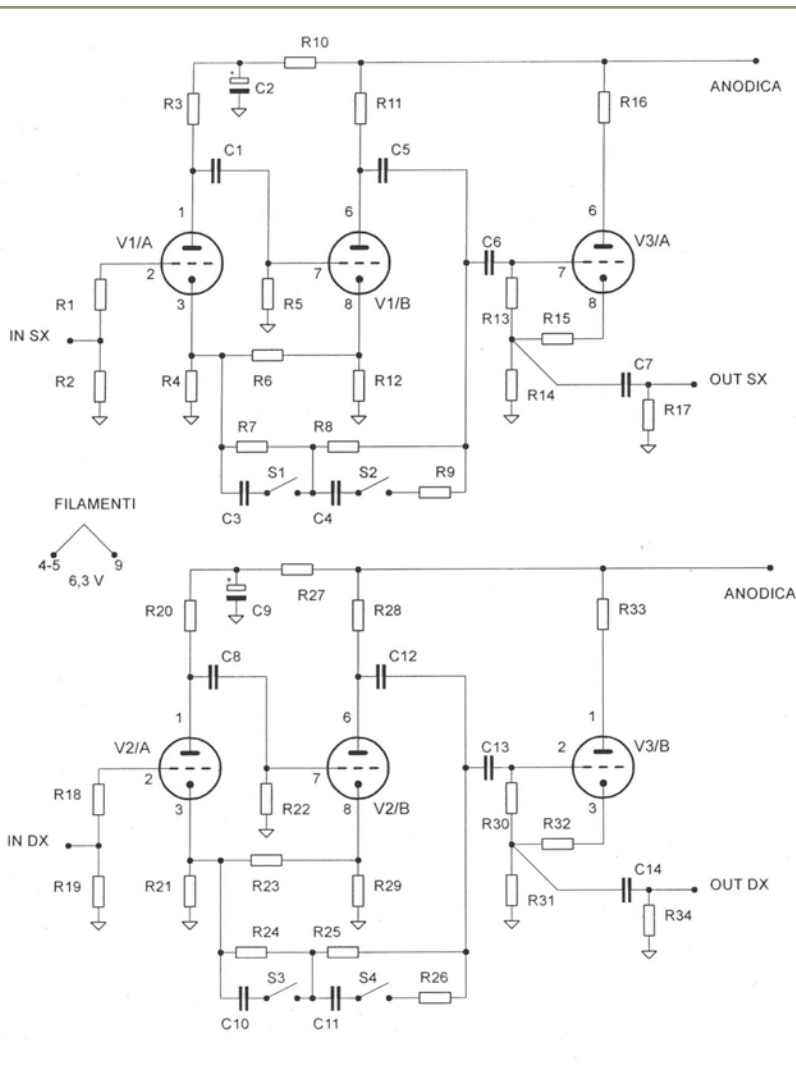 R10
C2
ANODICA
R3
R11
R16
C1
C5
1
6
6
V1/A
C6
V3/A
2
7
7
3
R5
8
V1/B
8
R1
R13
R15
IN SX
C7
R4
R6
R12
R14
OUT SX
R2
R17
R7
R8
S1
S2
R9
C3
C4
FILAMENTI
4-5
9
6,3 V
R27
C9
ANODICA
R20
R28
R33
C8
C12
1
6
1
V2/A
C13
V3/B
2
7
2
3
R22
8
V2/B
3
R18
R30
R32
IN DX
C14
R21
R23
R29
R31
OUT DX
R19
R34
R24
R25
S3
S4
R26
C10
C11